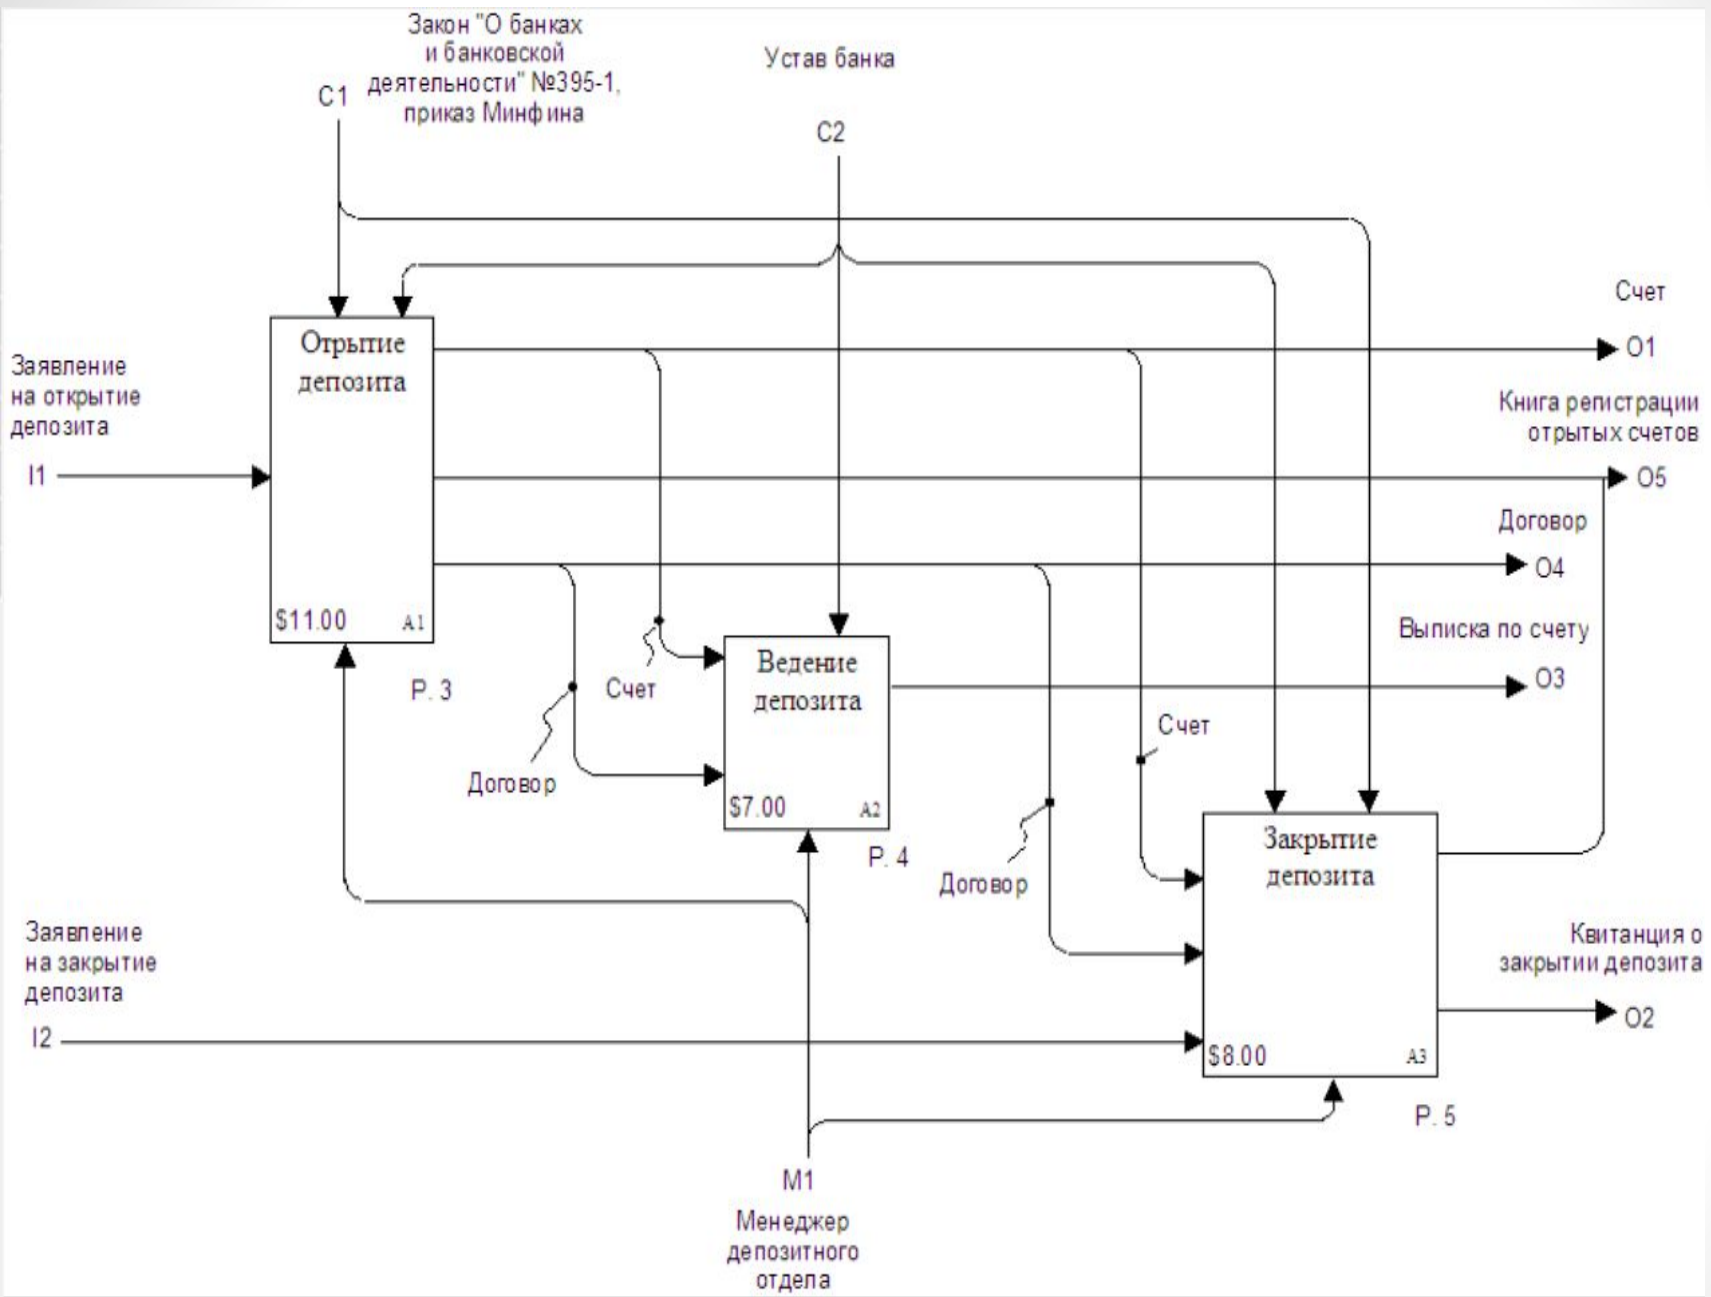 Закон "О банках
и банковской
деятельности" №395-1,
приказ Минфина
C1
Устав банка
C2
Отрытие
депозита
$11.00 A1
P. 3
Заявление
на открытие
депозита
I1
Счет
O1
Книга регистрации
отрытых счетов
O5
Договор
O4
Выписка по счету
O3
Счет
Договор
Ведение
депозита
$7.00 A2
P. 4
Счет
Договор
Закрытие
депозита
$8.00 A3
P. 5
Заявление
на закрытие
депозита
I2
Квитанция о
закрытии депозита
O2
M1
Менеджер
депозитного
отдела